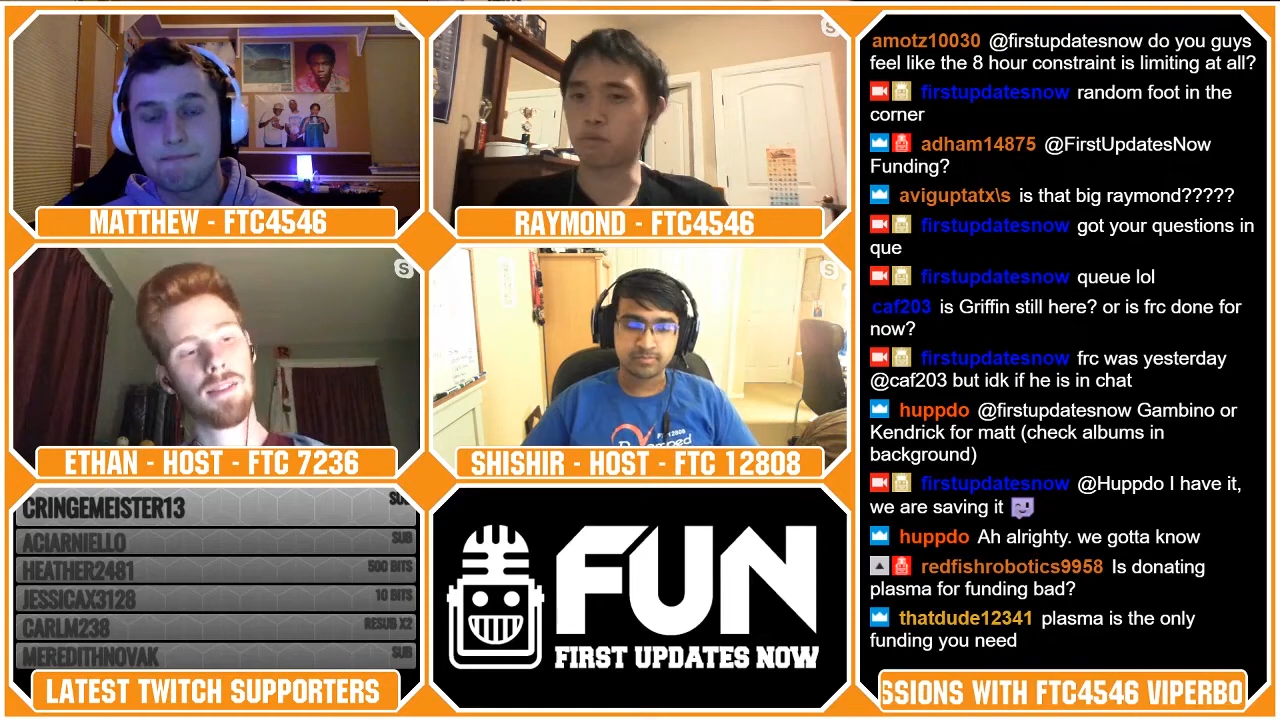 MATTHEW - FTC4546
RAYMOND - FTC4546
ETHAN - HOST - FTC 7236
FTC 12808
SHISHIR - HOST - FTC 12808
CRINGEMEISTER13
ACIARNIELLO SUB
HEATHER2481 500 BITS
JESSICAX3128 10 BITS
CARLM238 RESUB X2
MEREDITHNOVAK SUB
LATEST TWITCH SUPPORTERS
FUN
FIRST UPDATES NOW
amotz10030 @firstupdatesnow do you guys
feel like the 8 hour constraint is limiting at all?
firstupdatesnow random foot in the
corner
adham14875 @FirstUpdatesNow
Funding?
aviguptatx\s is that big raymond?????
firstupdatesnow got your questions in
que
firstupdatesnow queue lol
caf203 is Griffin still here? or is frc done for
now?
firstupdatesnow frc was yesterday
@caf203 but idk if he is in chat
huppdo @firstupdatesnow Gambino or
Kendrick for matt (check albums in
background)
firstupdatesnow @Huppdo I have it,
we are saving it
huppdo Ah alrighty. we gotta know
redfishrobotics9958 Is donating
plasma for funding bad?
thatdude12341 plasma is the only
funding you need
SSIONS WITH FTC4546 VIPERBO